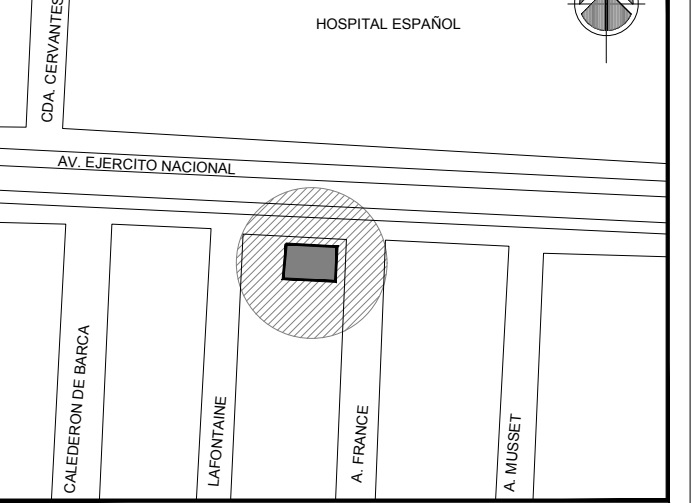 HOSPITAL ESPAÑOL
CDA. CERVANTES
AV. EJERCITO NACIONAL
CALEDERON DE BARCA
LAFONTAINE
A. FRANCE
A. MUSSET